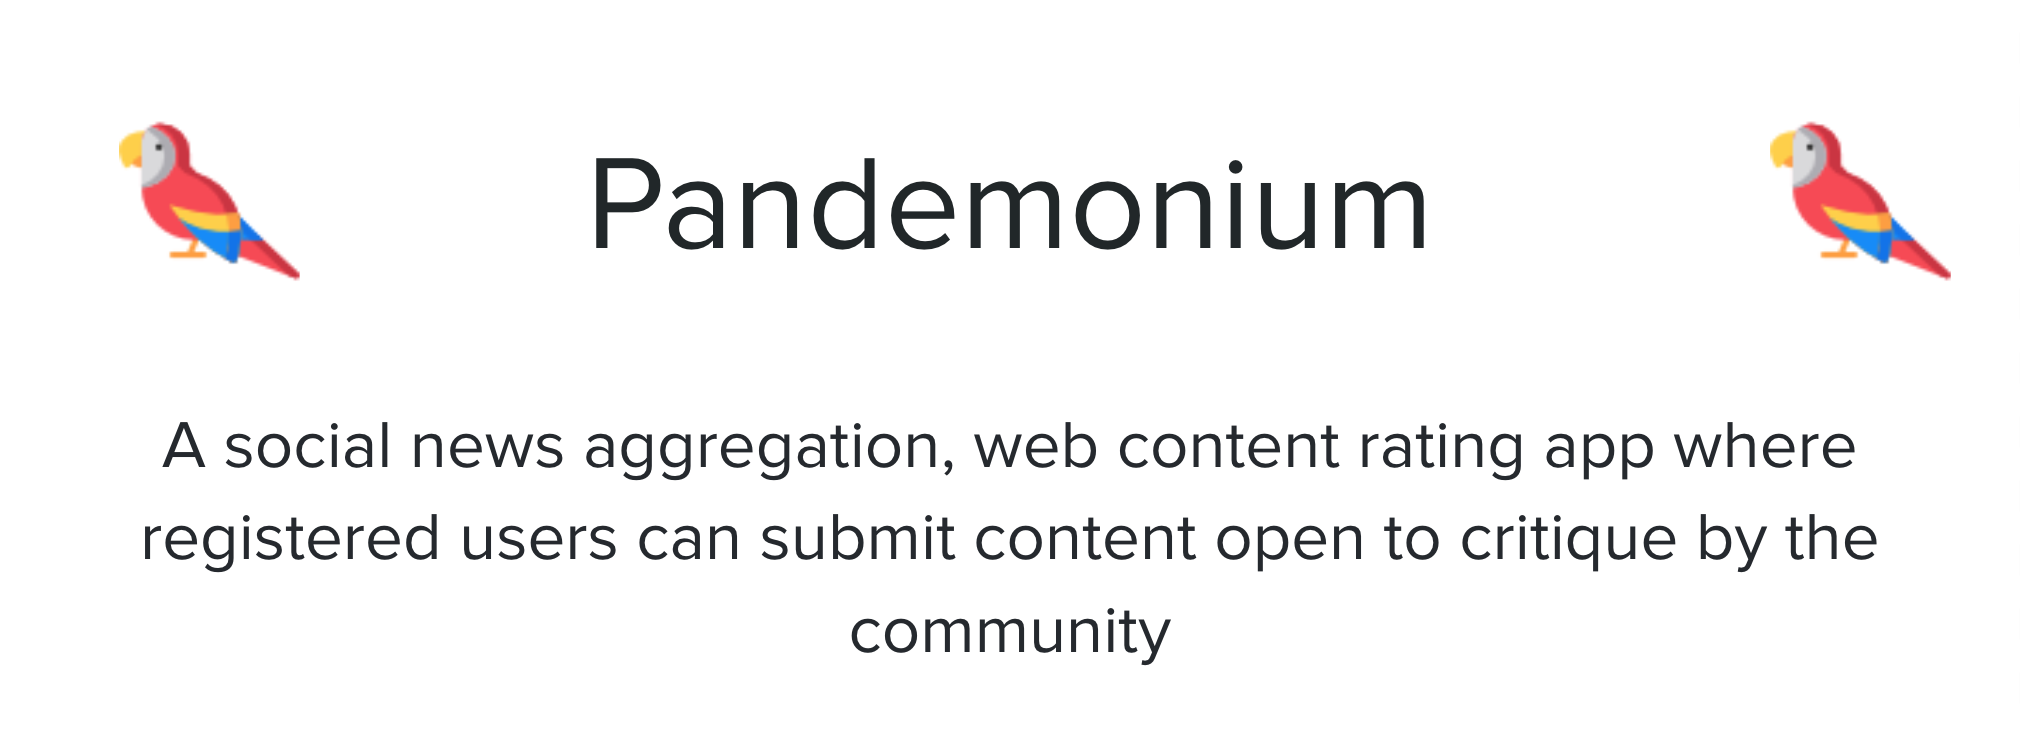 Pandemonium
A social news aggregation, web content rating app where
registered users can submit content open to critique by the
community